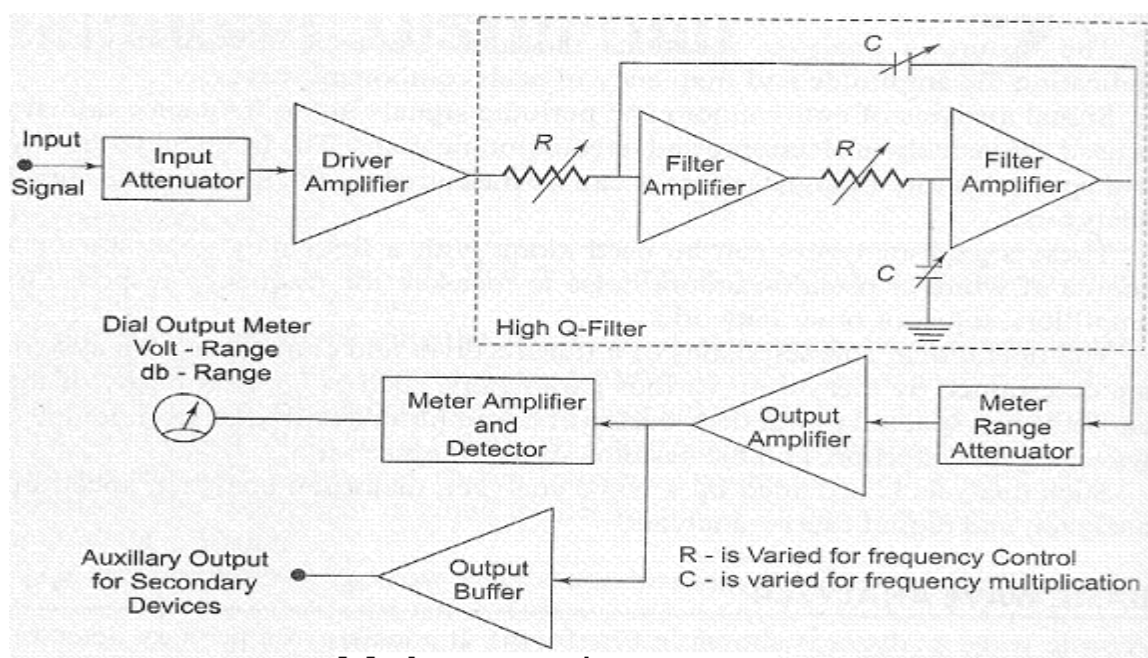 C
Input
Signal
Input
Attenuator
Driver
Amplifier
R
Filter
Amplifier
R
Filter
Amplifier
C
High Q-Filter
Dial Output Meter
Volt - Range
db - Range
Meter Amplifier
and
Detector
Output
Amplifier
Meter
Range
Attenuator
Auxillary Output
for Secondary
Devices
Output
Buffer
R - is Varied for frequency Control
C - is varied for frequency multiplication